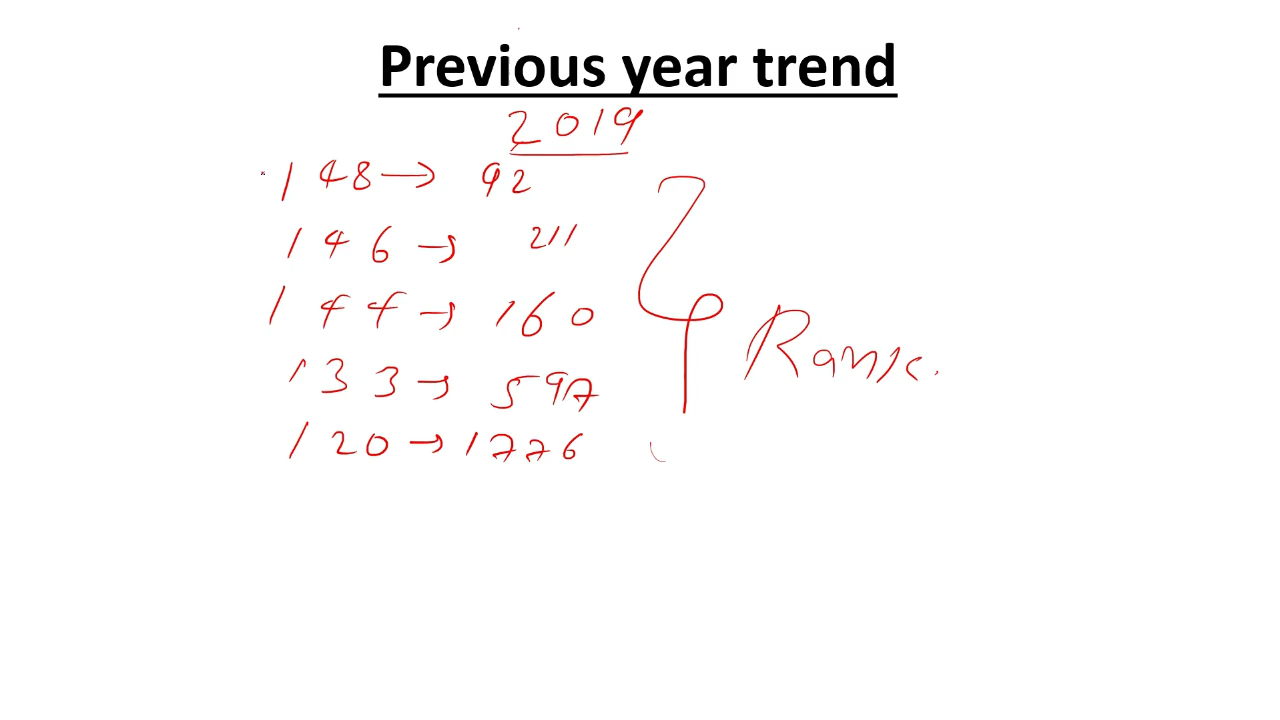 Previous year trend
2019
148 → 92
146 → 211
144 → 160
133 → 597
120 → 1776
Rank.